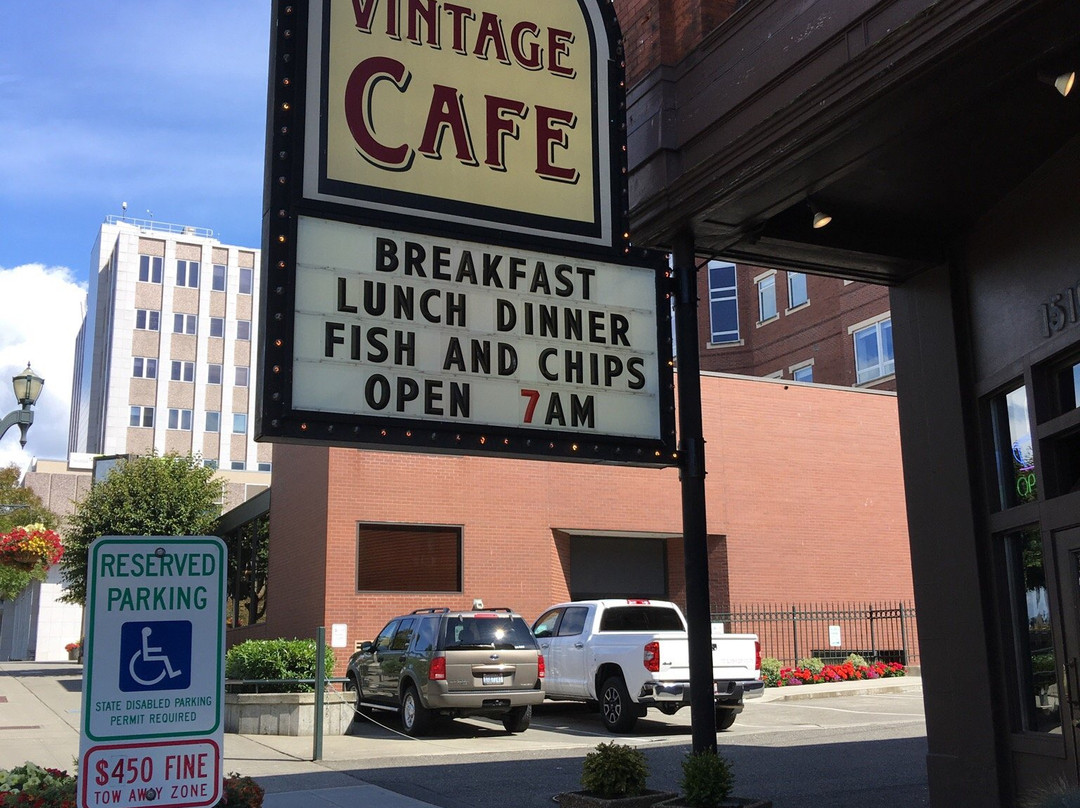 VINTAGE
CAFE
BREAKFAST
LUNCH DINNER
FISH AND CHIPS
OPEN 7AM
RESERVED
PARKING
STATE DISABLED PARKING
PERMIT REQUIRED
$450 FINE
TOW AWAY ZONE